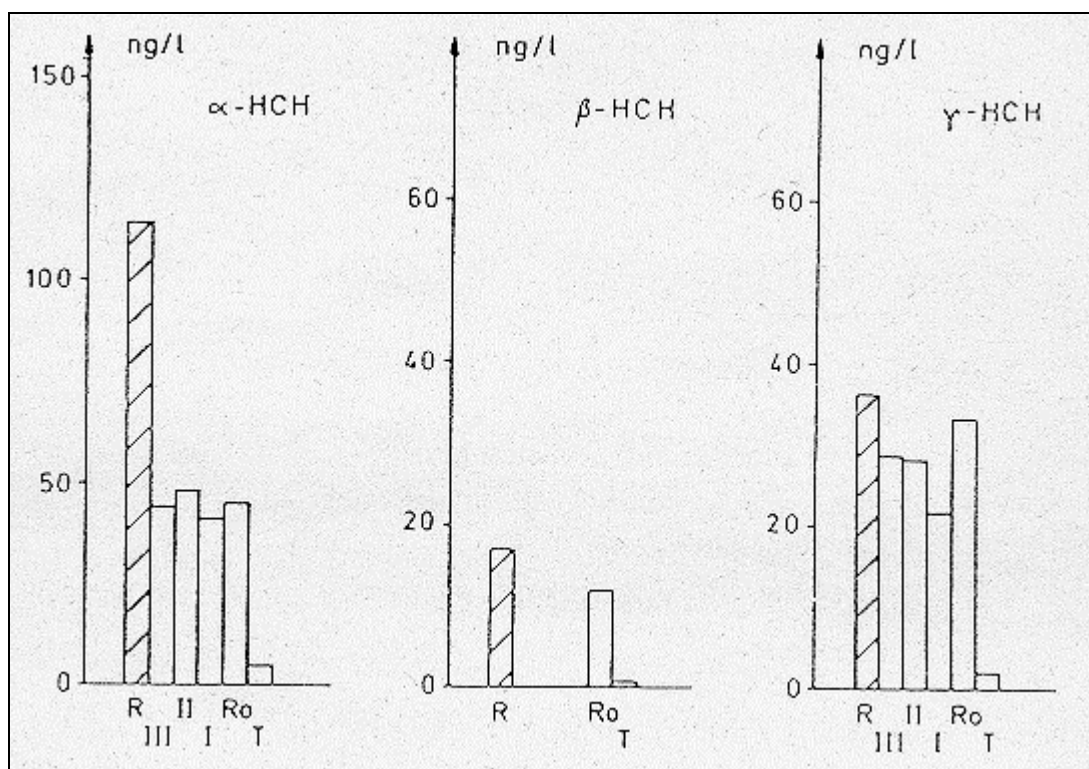 ng/l
150
α-HCH
100
50
0
R II Ro
III I T
ng/l
β-HCH
60
40
20
0
R Ro
T
ng/l
γ-HCH
60
40
20
0
R II Ro
III I T